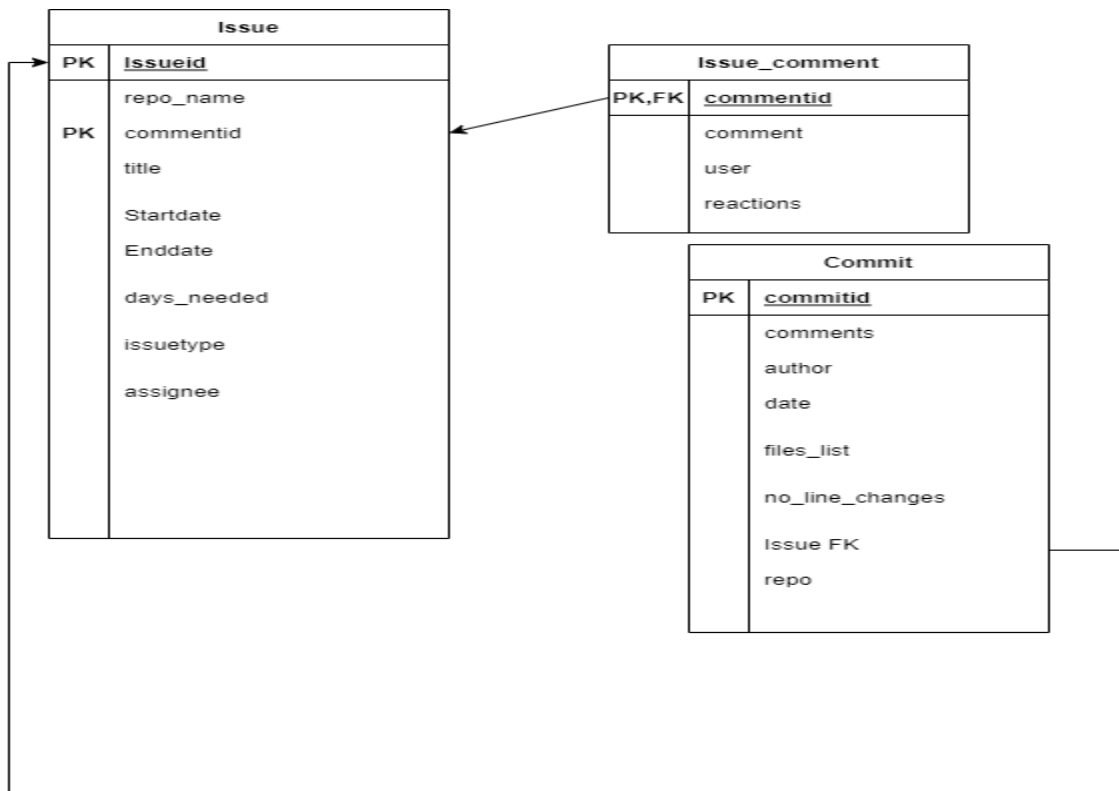 Issue
PK Issueid
repo_name
PK commentid
title
Startdate
Enddate
days_needed
issuetype
assignee
Issue_comment
PK,FK commentid
comment
user
reactions
Commit
PK commitid
comments
author
date
files_list
no_line_changes
Issue FK
repo